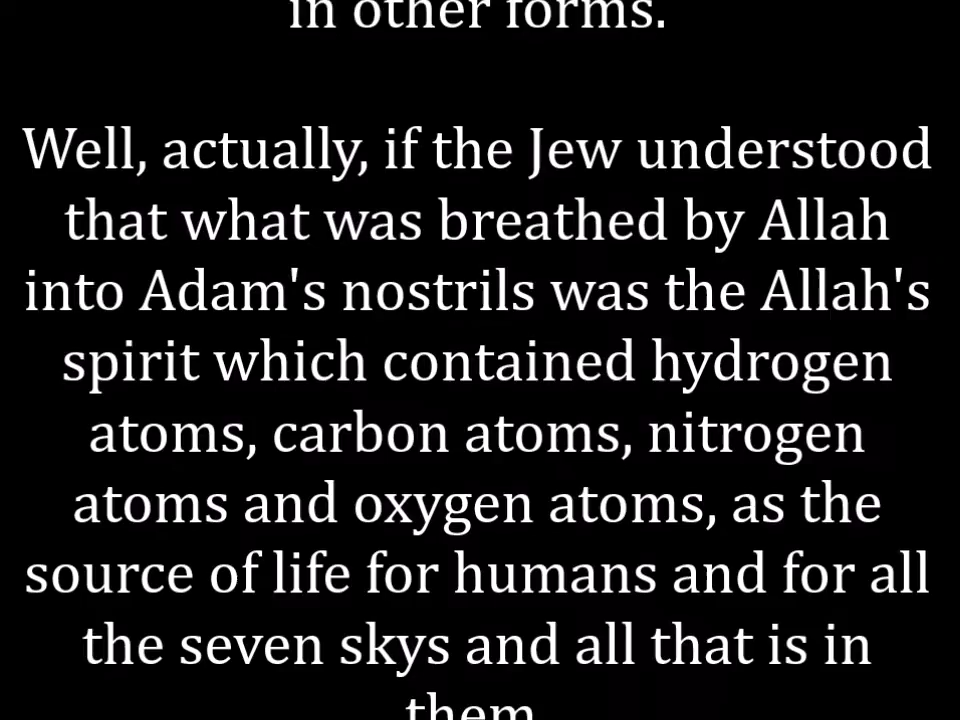 in other forms.
Well, actually, if the Jew understood
that what was breathed by Allah
into Adam's nostrils was the Allah's
spirit which contained hydrogen
atoms, carbon atoms, nitrogen
atoms and oxygen atoms, as the
source of life for humans and for all
the seven skys and all that is in
them